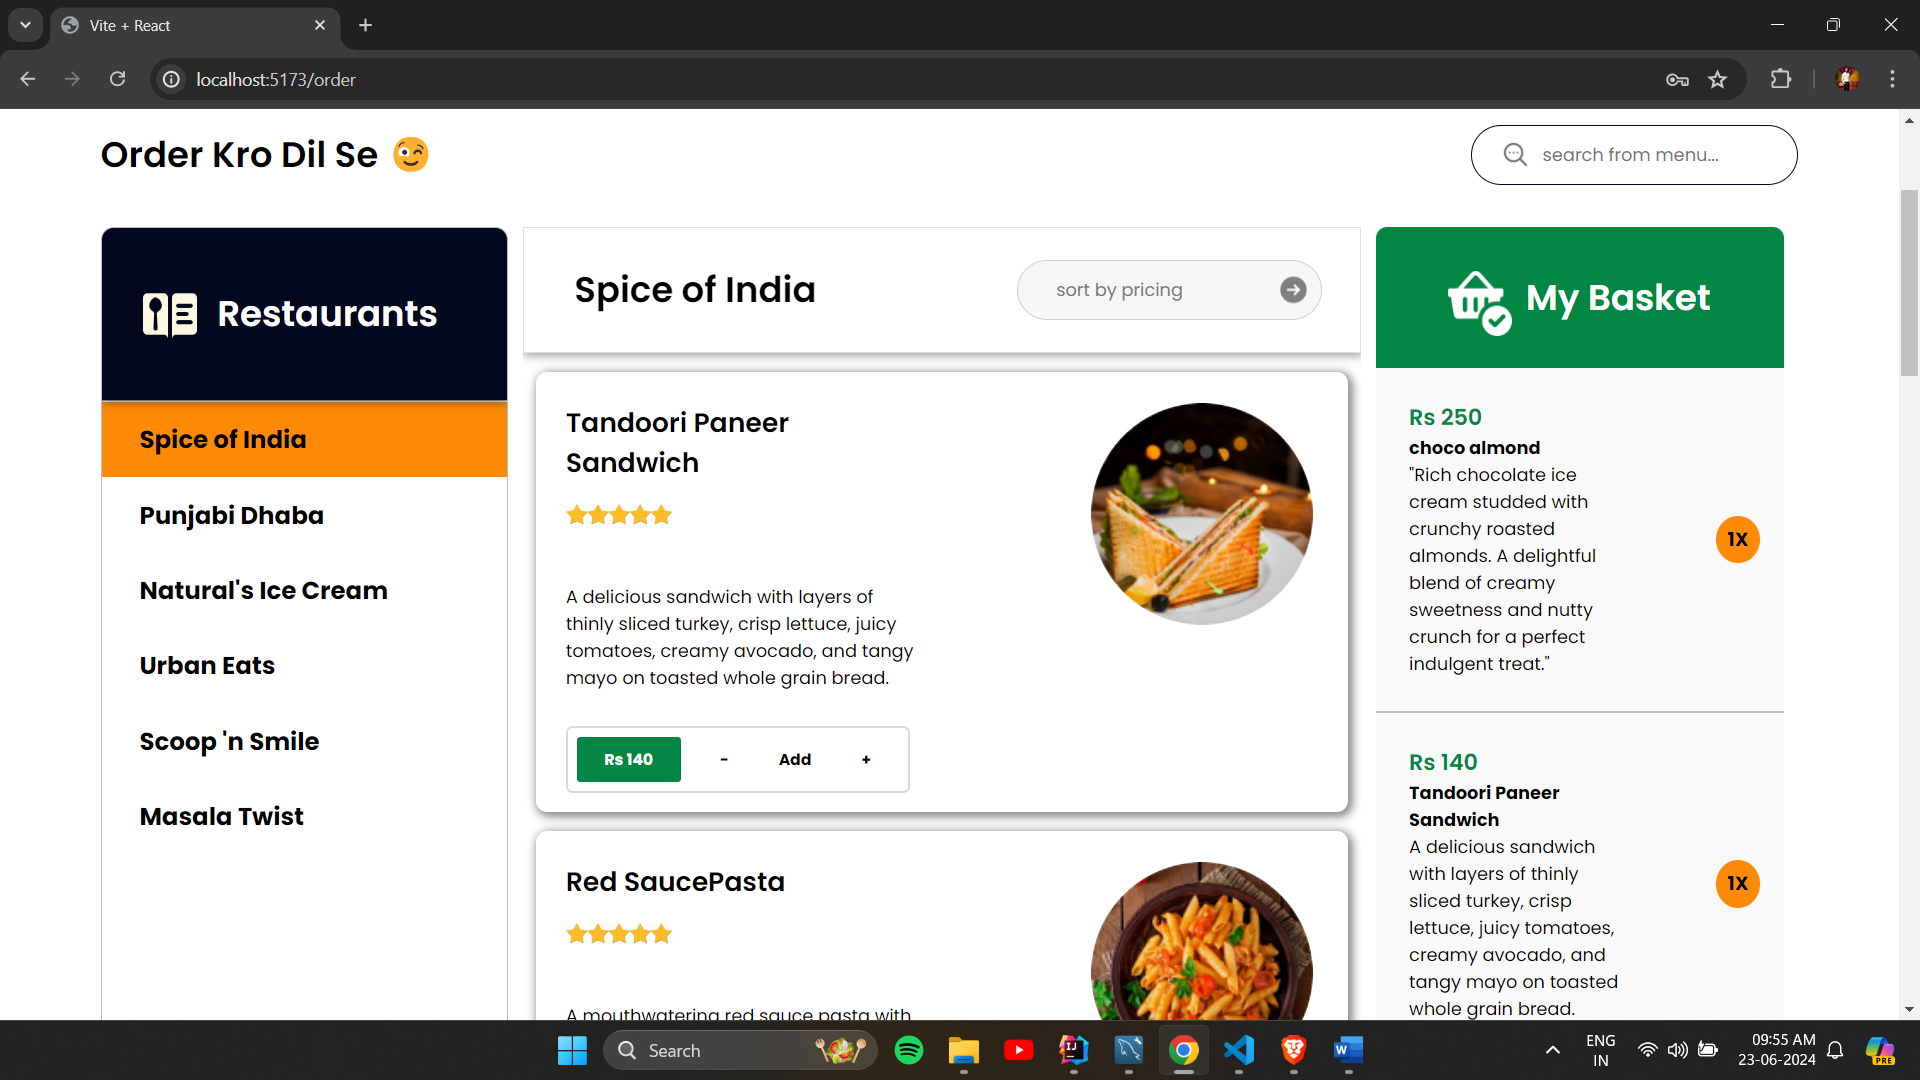 Vite + React
localhost:5173/order
Order Kro Dil Se
search from menu...
Restaurants
Spice of India
Punjabi Dhaba
Natural's Ice Cream
Urban Eats
Scoop 'n Smile
Masala Twist
Spice of India
sort by pricing
Tandoori Paneer
Sandwich
A delicious sandwich with layers of
thinly sliced turkey, crisp lettuce, juicy
tomatoes, creamy avocado, and tangy
mayo on toasted whole grain bread.
Rs 140 - Add +
Red SaucePasta
A mouthwatering red sauce pasta with
My Basket
Rs 250
choco almond
"Rich chocolate ice
cream studded with
crunchy roasted
almonds. A delightful
blend of creamy
sweetness and nutty
crunch for a perfect
indulgent treat."
1X
Rs 140
Tandoori Paneer
Sandwich
A delicious sandwich
with layers of thinly
sliced turkey, crisp
lettuce, juicy tomatoes,
creamy avocado, and
tangy mayo on toasted
whole grain bread.
1X
Search
IJ
W
ENG
IN
09:55 AM
23-06-2024
PRE